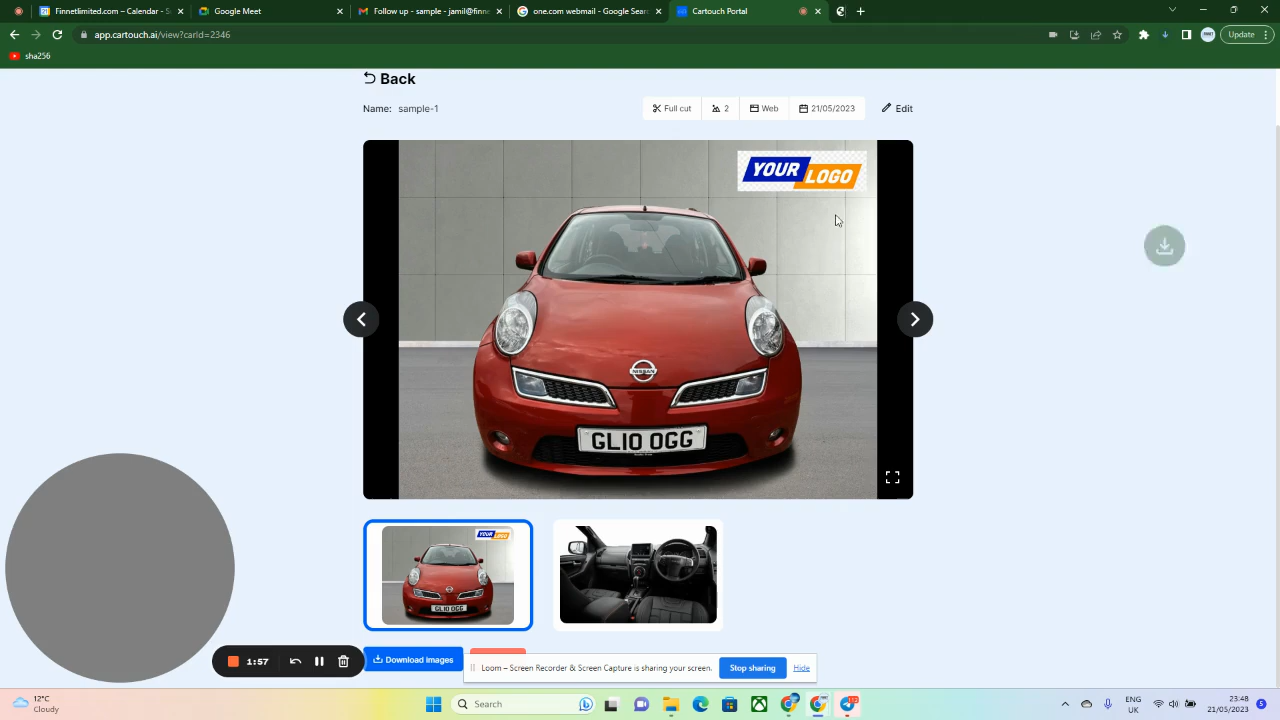 Finnetlimited.com – Calendar - S
Google Meet
Follow up - sample - jamil@finne
one.com webmail - Google Sear
Cartouch Portal
app.cartouch.ai/view?carId=2346
Update
sha256
Back
Name: sample-1
Full cut
2
Web
21/05/2023
Edit
YOUR LOGO
NISSAN
GL10 OGG
YOUR LOGO
GL10 OGG
1:57
Download images
Loom – Screen Recorder & Screen Capture is sharing your screen.
Stop sharing
Hide
12°C
Cloudy
Search
ENG
UK
23:48
21/05/2023